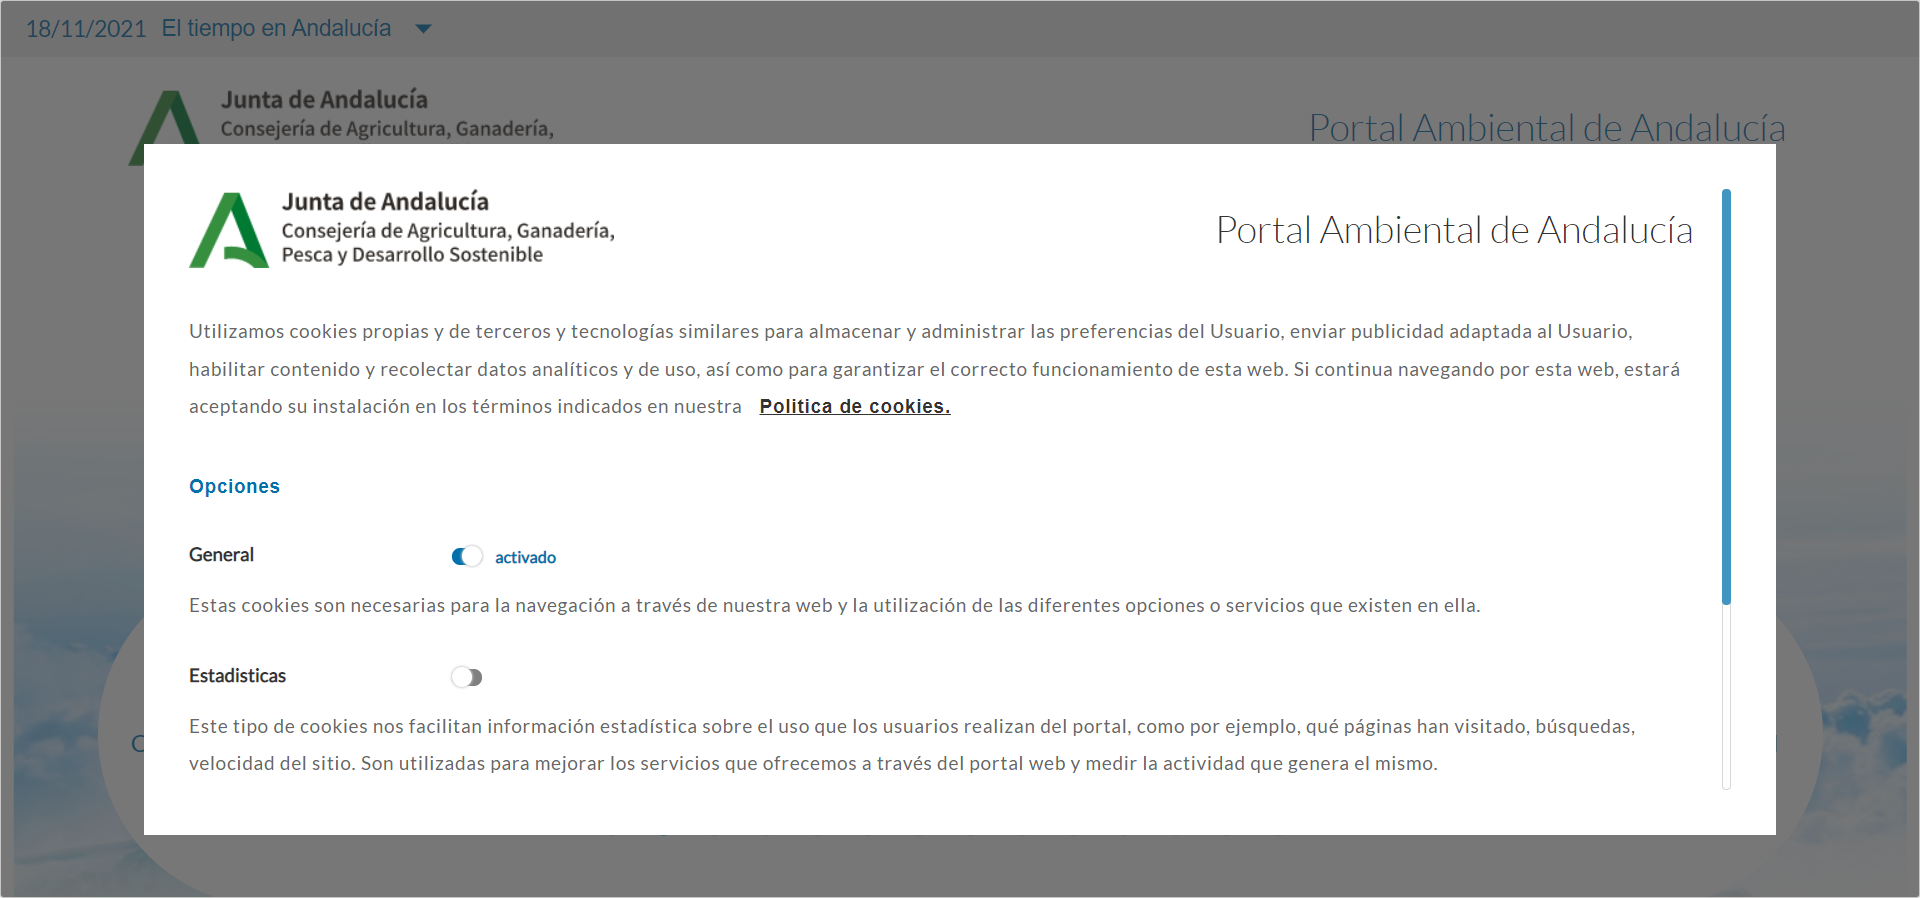 18/11/2021 El tiempo en Andalucía
Junta de Andalucía
Consejería de Agricultura, Ganadería,
Portal Ambiental de Andalucía
Junta de Andalucía
Consejería de Agricultura, Ganadería,
Pesca y Desarrollo Sostenible
Portal Ambiental de Andalucía
Utilizamos cookies propias y de terceros y tecnologías similares para almacenar y administrar las preferencias del Usuario, enviar publicidad adaptada al Usuario,
habilitar contenido y recolectar datos analíticos y de uso, así como para garantizar el correcto funcionamiento de esta web. Si continua navegando por esta web, estará
aceptando su instalación en los términos indicados en nuestra Politica de cookies.
Opciones
General activado
Estas cookies son necesarias para la navegación a través de nuestra web y la utilización de las diferentes opciones o servicios que existen en ella.
Estadisticas
Este tipo de cookies nos facilitan información estadística sobre el uso que los usuarios realizan del portal, como por ejemplo, qué páginas han visitado, búsquedas,
velocidad del sitio. Son utilizadas para mejorar los servicios que ofrecemos a través del portal web y medir la actividad que genera el mismo.